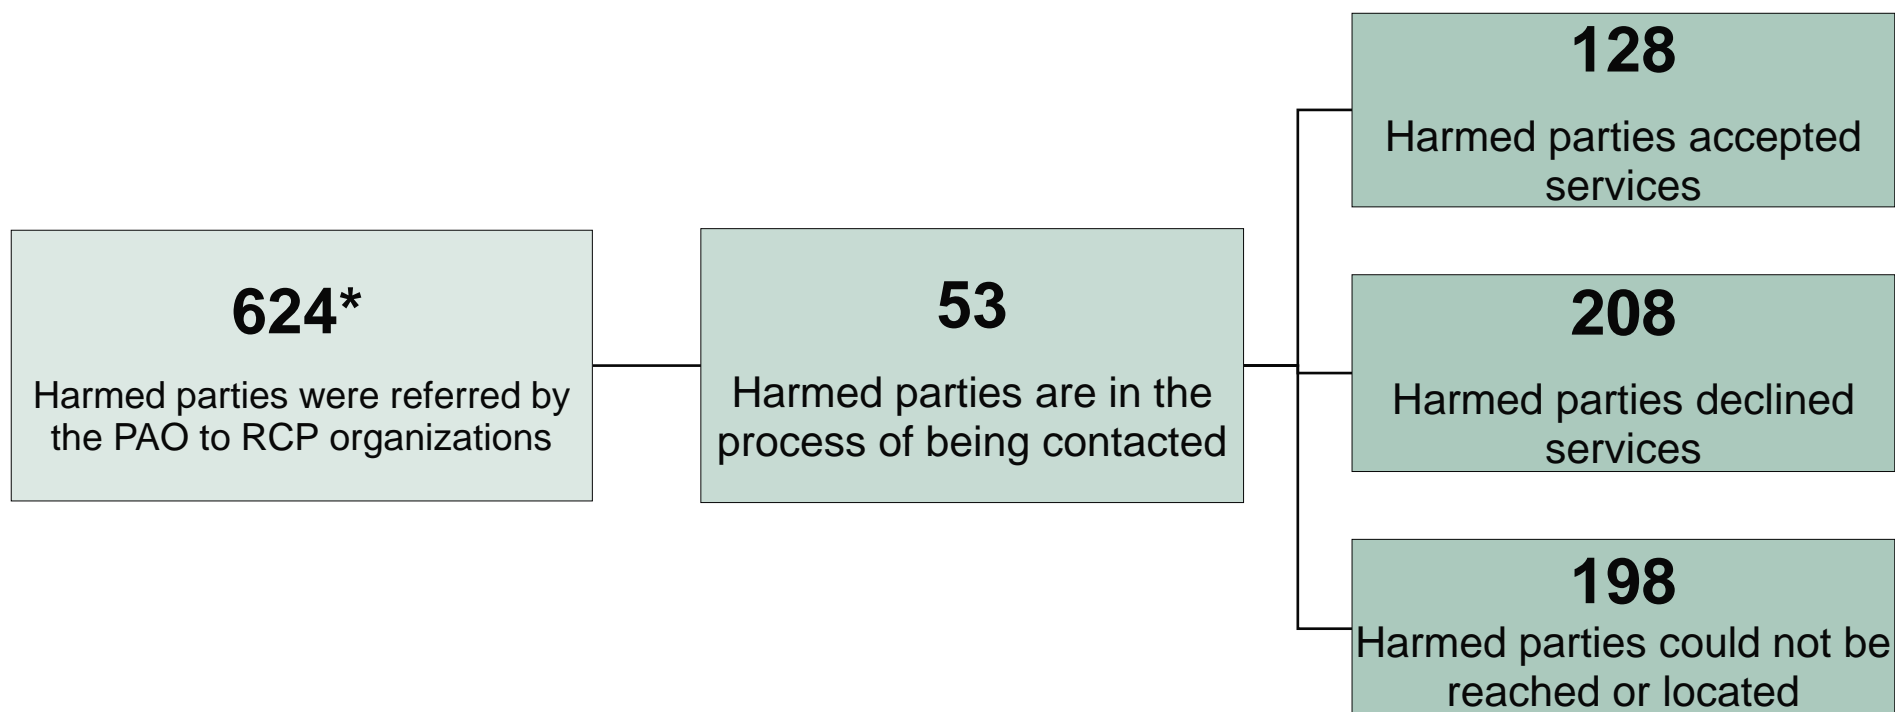 624*
Harmed parties were referred by
the PAO to RCP organizations
53
Harmed parties are in the
process of being contacted
128
Harmed parties accepted
services
208
Harmed parties declined
services
198
Harmed parties could not be
reached or located